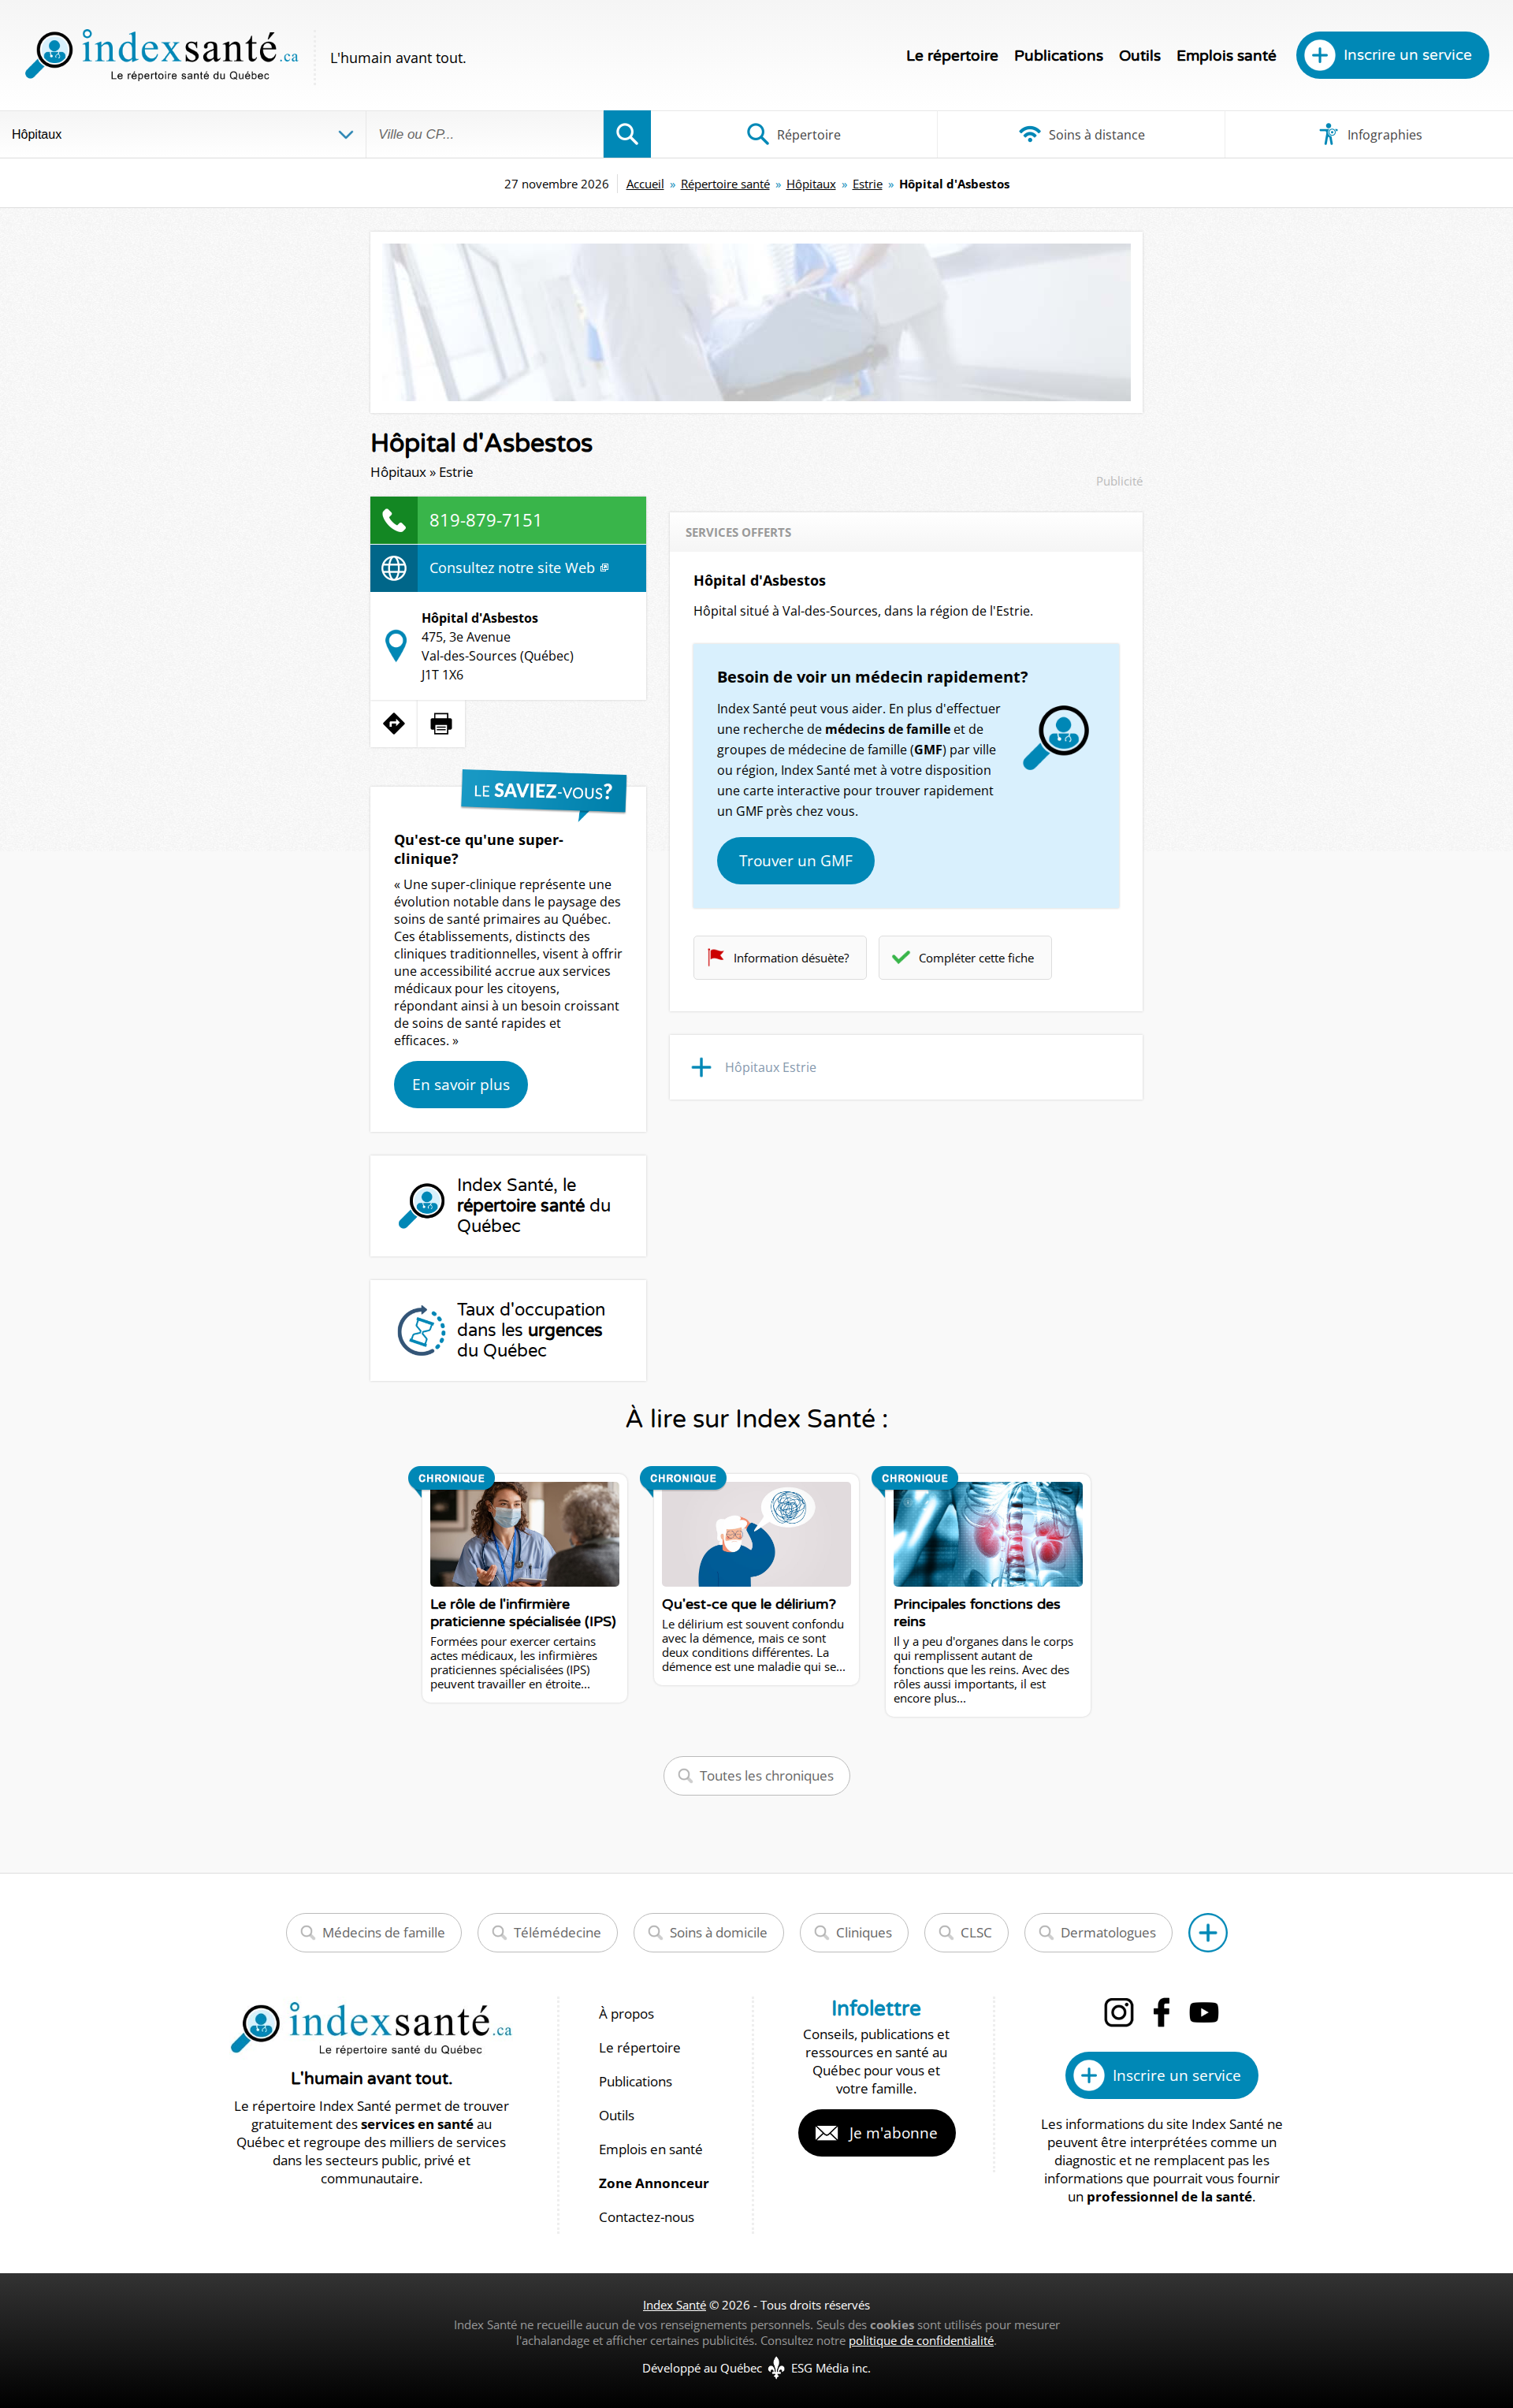 indexsanté.ca
Le répertoire santé du Québec
L'humain avant tout.
Le répertoire
Publications
Outils
Emplois santé
Inscrire un service
Hôpitaux
Ville ou CP...
Répertoire
Soins à distance
Infographies
27 novembre 2026
Accueil » Répertoire santé » Hôpitaux » Estrie » Hôpital d'Asbestos
Hôpital d'Asbestos
Hôpitaux » Estrie
Publicité
819-879-7151
Consultez notre site Web
Hôpital d'Asbestos
475, 3e Avenue
Val-des-Sources (Québec)
J1T 1X6
LE SAVIEZ-VOUS?
Qu'est-ce qu'une super-
clinique?
« Une super-clinique représente une
évolution notable dans le paysage des
soins de santé primaires au Québec.
Ces établissements, distincts des
cliniques traditionnelles, visent à offrir
une accessibilité accrue aux services
médicaux pour les citoyens,
répondant ainsi à un besoin croissant
de soins de santé rapides et
efficaces. »
En savoir plus
Index Santé, le
répertoire santé du
Québec
Taux d'occupation
dans les urgences
du Québec
SERVICES OFFERTS
Hôpital d'Asbestos
Hôpital situé à Val-des-Sources, dans la région de l'Estrie.
Besoin de voir un médecin rapidement?
Index Santé peut vous aider. En plus d'effectuer
une recherche de médecins de famille et de
groupes de médecine de famille (GMF) par ville
ou région, Index Santé met à votre disposition
une carte interactive pour trouver rapidement
un GMF près chez vous.
Trouver un GMF
Information désuète?
Compléter cette fiche
Hôpitaux Estrie
À lire sur Index Santé :
CHRONIQUE
Le rôle de l'infirmière
praticienne spécialisée (IPS)
Formées pour exercer certains
actes médicaux, les infirmières
praticiennes spécialisées (IPS)
peuvent travailler en étroite...
CHRONIQUE
Qu'est-ce que le délirium?
Le délirium est souvent confondu
avec la démence, mais ce sont
deux conditions différentes. La
démence est une maladie qui se...
CHRONIQUE
Principales fonctions des
reins
Il y a peu d'organes dans le corps
qui remplissent autant de
fonctions que les reins. Avec des
rôles aussi importants, il est
encore plus...
Toutes les chroniques
Médecins de famille
Télémédecine
Soins à domicile
Cliniques
CLSC
Dermatologues
indexsanté.ca
Le répertoire santé du Québec
L'humain avant tout.
Le répertoire Index Santé permet de trouver
gratuitement des services en santé au
Québec et regroupe des milliers de services
dans les secteurs public, privé et
communautaire.
À propos
Le répertoire
Publications
Outils
Emplois en santé
Zone Annonceur
Contactez-nous
Infolettre
Conseils, publications et
ressources en santé au
Québec pour vous et
votre famille.
Je m'abonne
Inscrire un service
Les informations du site Index Santé ne
peuvent être interprétées comme un
diagnostic et ne remplacent pas les
informations que pourrait vous fournir
un professionnel de la santé.
Index Santé © 2026 - Tous droits réservés
Index Santé ne recueille aucun de vos renseignements personnels. Seuls des cookies sont utilisés pour mesurer
l'achalandage et afficher certaines publicités. Consultez notre politique de confidentialité.
Développé au Québec ESG Média inc.